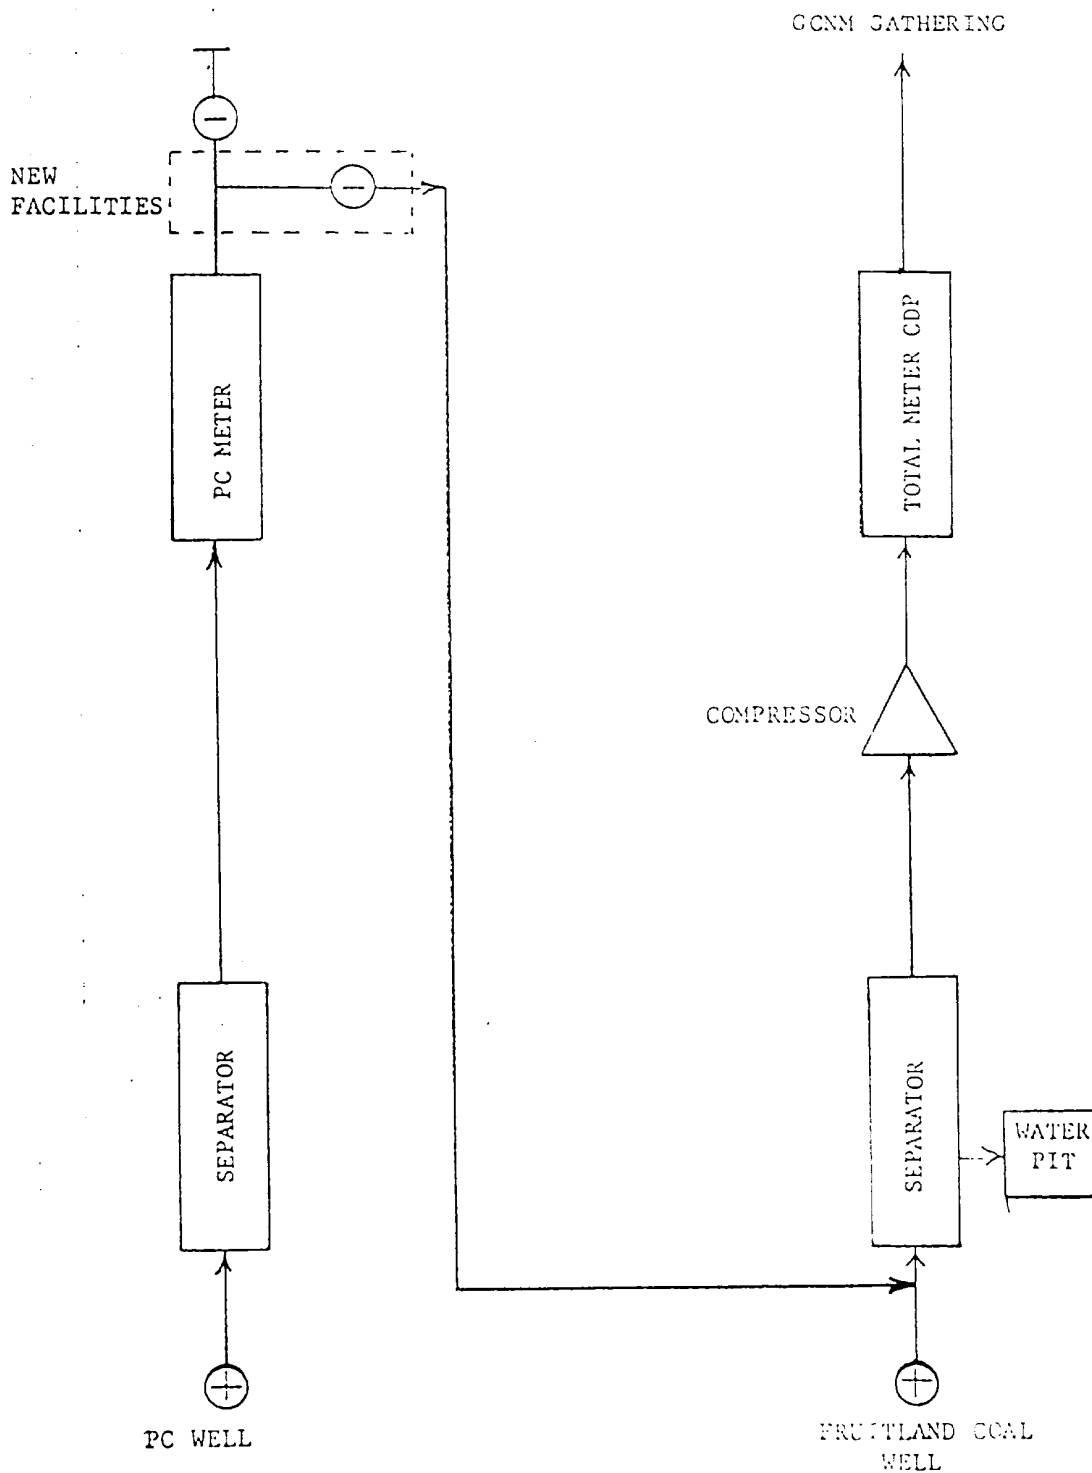 GCNM GATHERING
NEW
FACILITIES
PC METER
TOTAL METER CDP
COMPRESSOR
SEPARATOR
SEPARATOR
WATER
PIT
PC WELL
FRUITLAND COAL
WELL